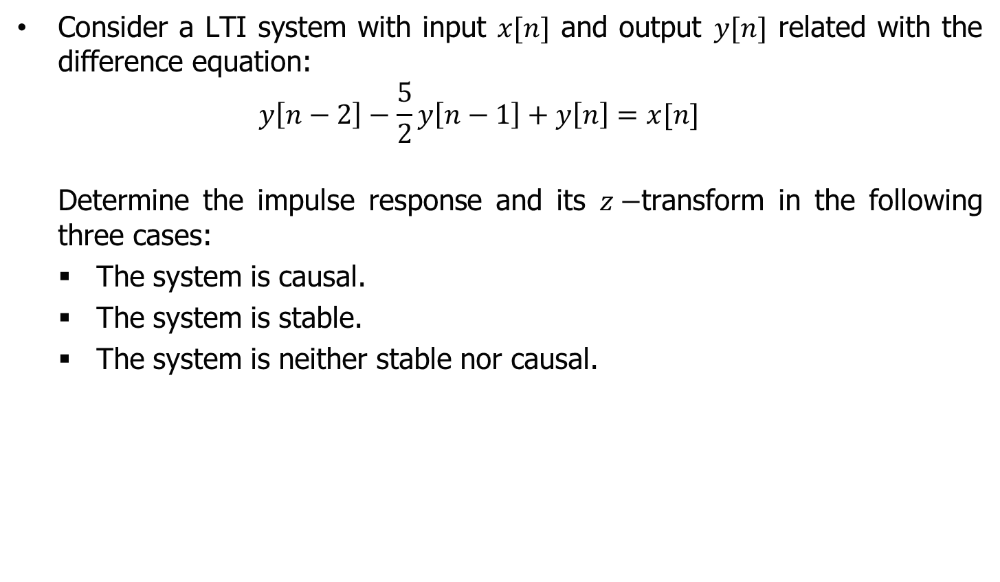 • Consider a LTI system with input x[n] and output y[n] related with the
difference equation:
y[n − 2] − 5/2 y[n − 1] + y[n] = x[n]
Determine the impulse response and its z −transform in the following
three cases:
▪ The system is causal.
▪ The system is stable.
▪ The system is neither stable nor causal.